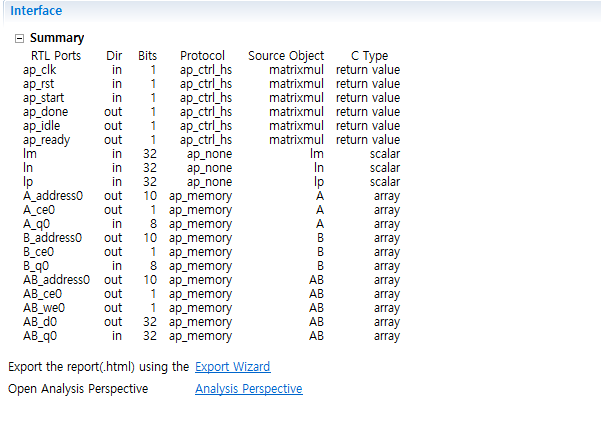 Interface
Summary
RTL Ports Dir Bits Protocol Source Object C Type
ap_clk in 1 ap_ctrl_hs matrixmul return value
ap_rst in 1 ap_ctrl_hs matrixmul return value
ap_start in 1 ap_ctrl_hs matrixmul return value
ap_done out 1 ap_ctrl_hs matrixmul return value
ap_idle out 1 ap_ctrl_hs matrixmul return value
ap_ready out 1 ap_ctrl_hs matrixmul return value
lm in 32 ap_none lm scalar
ln in 32 ap_none ln scalar
lp in 32 ap_none lp scalar
A_address0 out 10 ap_memory A array
A_ce0 out 1 ap_memory A array
A_q0 in 8 ap_memory A array
B_address0 out 10 ap_memory B array
B_ce0 out 1 ap_memory B array
B_q0 in 8 ap_memory B array
AB_address0 out 10 ap_memory AB array
AB_ce0 out 1 ap_memory AB array
AB_we0 out 1 ap_memory AB array
AB_d0 out 32 ap_memory AB array
AB_q0 in 32 ap_memory AB array
Export the report(.html) using the Export Wizard
Open Analysis Perspective Analysis Perspective